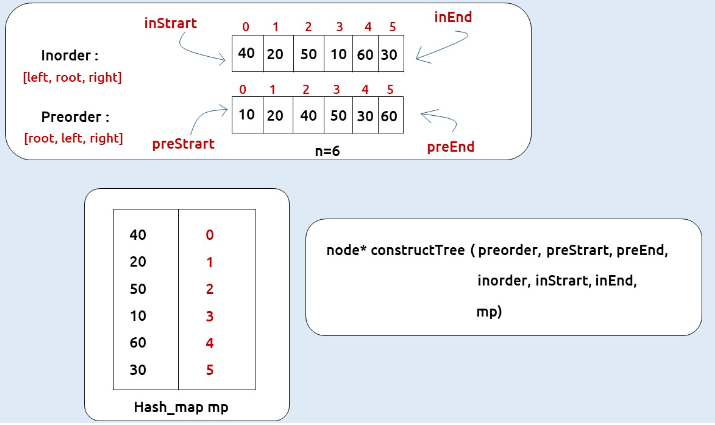 inStrart
inEnd
0 1 2 3 4 5
Inorder :
40 20 50 10 60 30
[left, root, right]
0 1 2 3 4 5
Preorder :
10 20 40 50 30 60
[root, left, right]
preStrart
n=6
preEnd
40 0
20 1
50 2
10 3
60 4
30 5
Hash_map mp
node* constructTree ( preorder, preStrart, preEnd,
inorder, inStrart, inEnd,
mp)